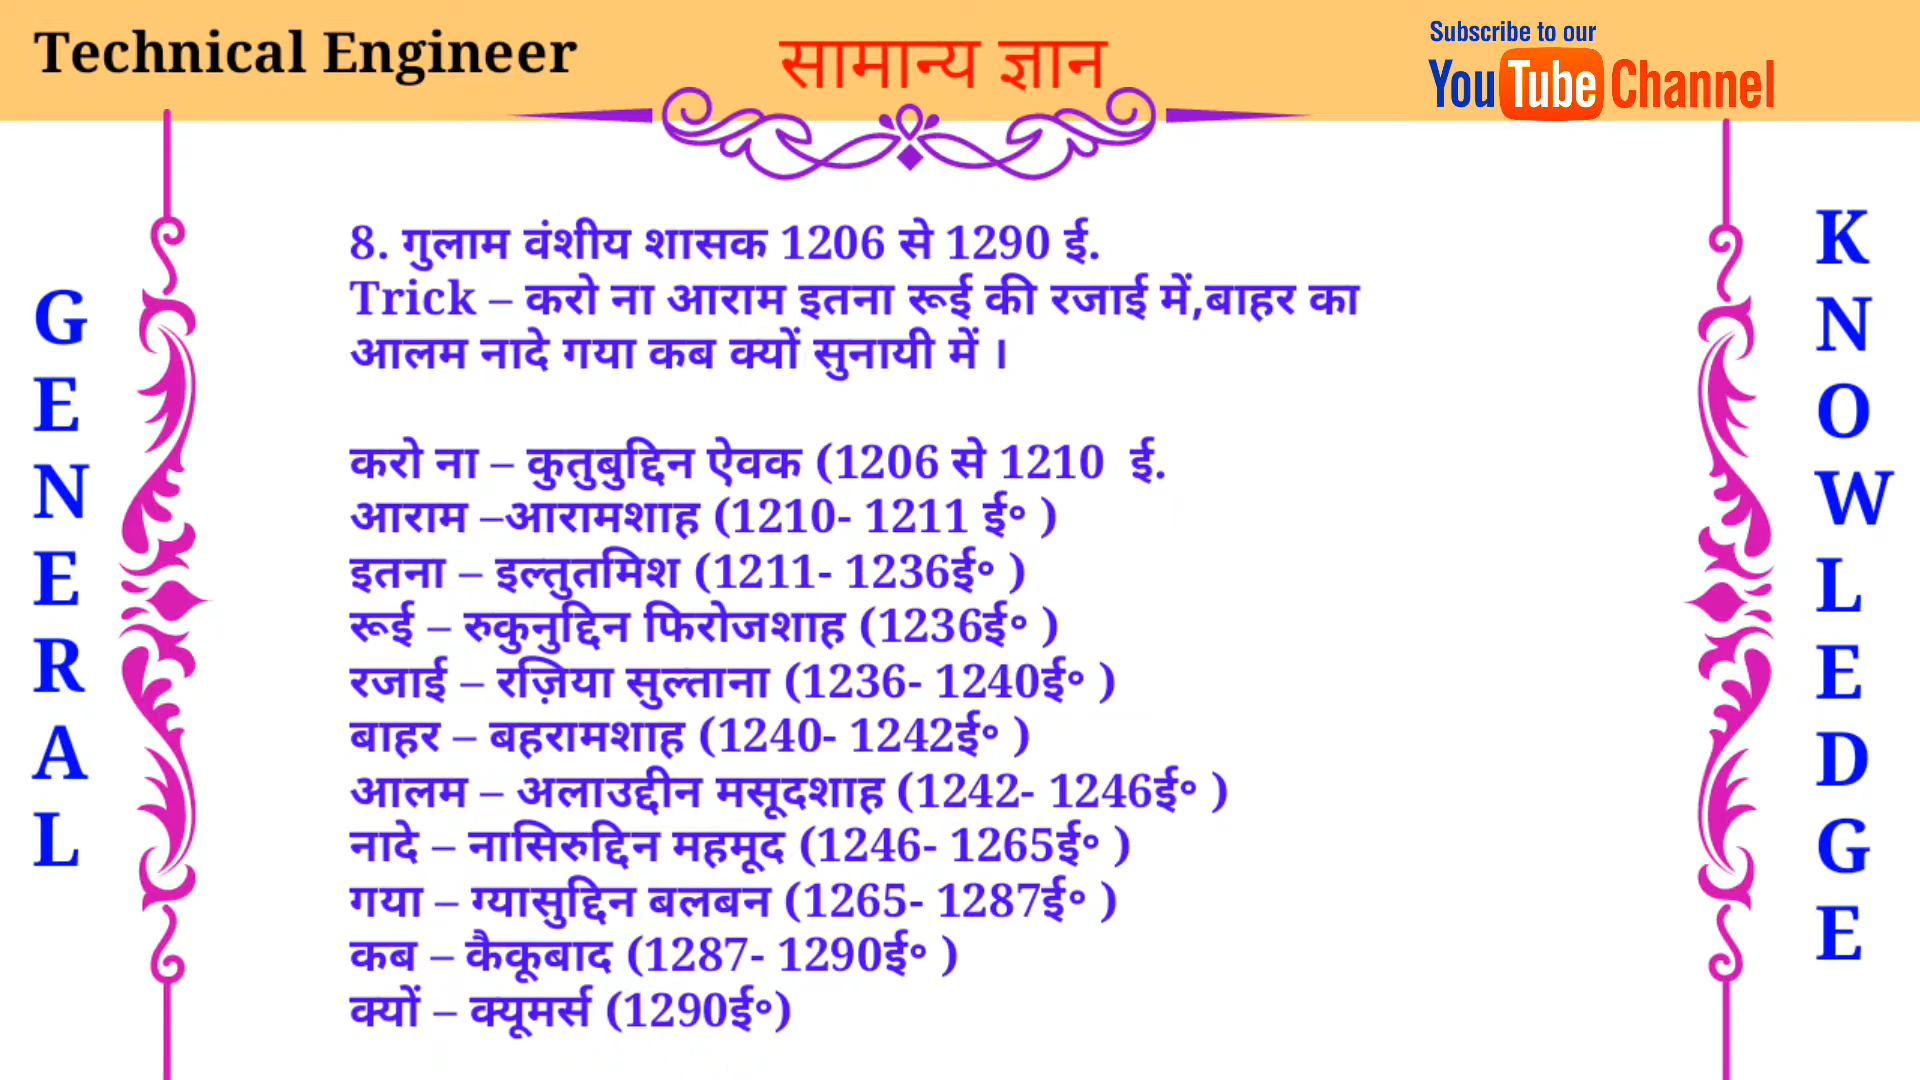 Technical Engineer
सामान्य ज्ञान
Subscribe to our
YouTube Channel
GENERAL
KNOWLEDGE
8. गुलाम वंशीय शासक 1206 से 1290 ई.
Trick – करो ना आराम इतना रूई की रजाई में,बाहर का
आलम नादे गया कब क्यों सुनायी में ।
करो ना – कुतुबुद्दिन ऐवक (1206 से 1210 ई.
आराम –आरामशाह (1210- 1211 ई॰ )
इतना – इल्तुतमिश (1211- 1236ई॰ )
रूई – रुकुनुद्दिन फिरोजशाह (1236ई॰ )
रजाई – रज़िया सुल्ताना (1236- 1240ई॰ )
बाहर – बहरामशाह (1240- 1242ई॰ )
आलम – अलाउद्दीन मसूदशाह (1242- 1246ई॰ )
नादे – नासिरुद्दिन महमूद (1246- 1265ई॰ )
गया – ग्यासुद्दिन बलबन (1265- 1287ई॰ )
कब – कैकूबाद (1287- 1290ई॰ )
क्यों – क्यूमर्स (1290ई॰)